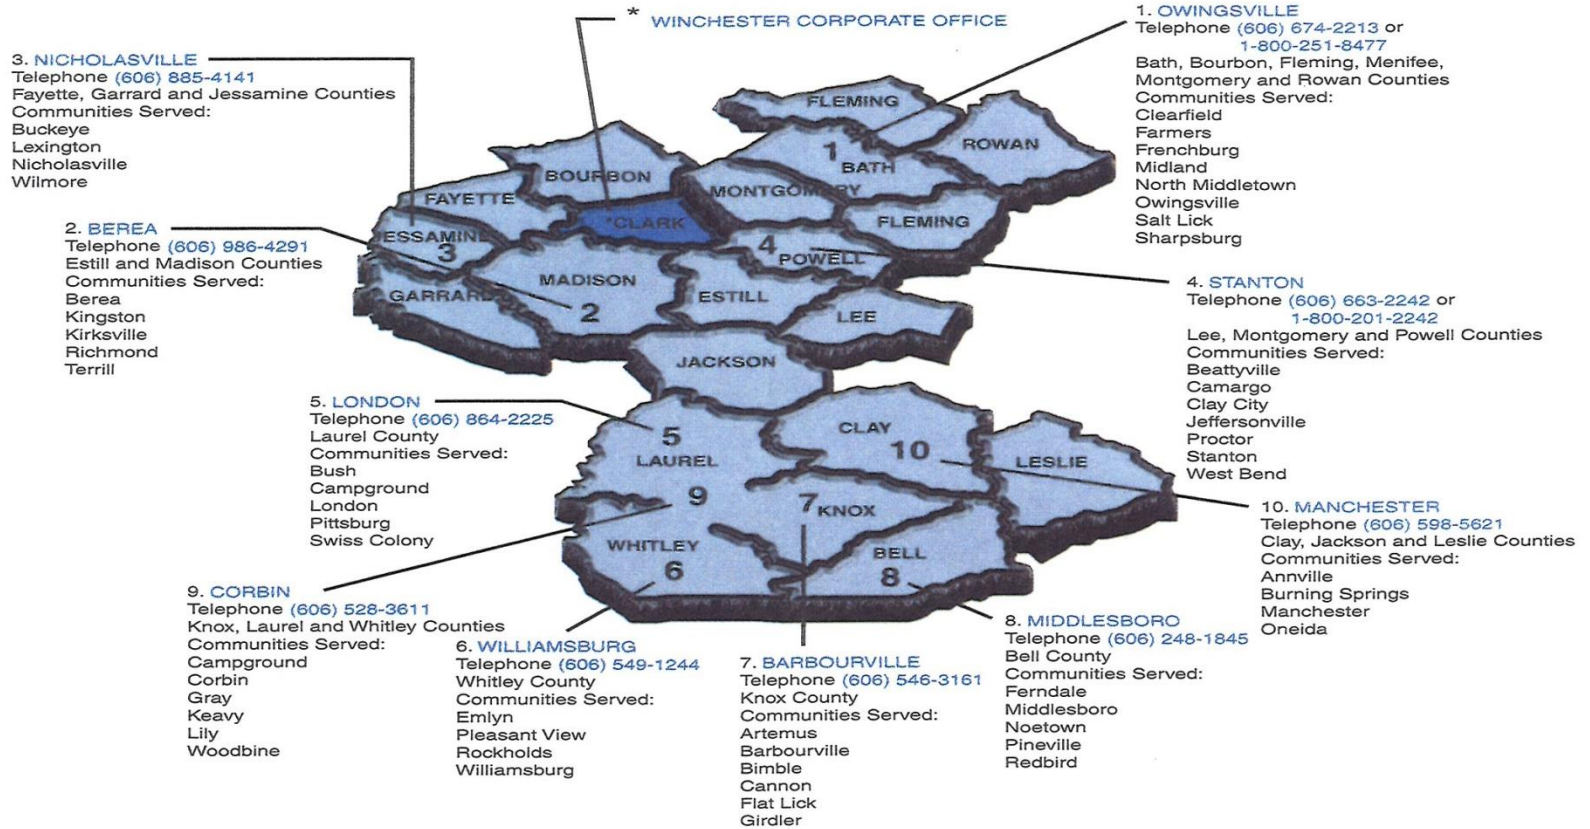 * WINCHESTER CORPORATE OFFICE
1. OWINGSVILLE
Telephone (606) 674-2213 or
1-800-251-8477
Bath, Bourbon, Fleming, Menifee,
Montgomery and Rowan Counties
Communities Served:
Clearfield
Farmers
Frenchburg
Midland
North Middletown
Owingsville
Salt Lick
Sharpsburg
3. NICHOLASVILLE
Telephone (606) 885-4141
Fayette, Garrard and Jessamine Counties
Communities Served:
Buckeye
Lexington
Nicholasville
Wilmore
2. BEREA
Telephone (606) 986-4291
Estill and Madison Counties
Communities Served:
Berea
Kingston
Kirksville
Richmond
Terrill
FLEMING
ROWAN
1
BATH
BOURBON
MONTGOMERY
FAYETTE
*CLARK
FLEMING
JESSAMINE
3
4
POWELL
MADISON
2
GARRARD
ESTILL
LEE
JACKSON
CLAY
10
5
LAUREL
LESLIE
9
7
KNOX
WHITLEY
6
BELL
8
4. STANTON
Telephone (606) 663-2242 or
1-800-201-2242
Lee, Montgomery and Powell Counties
Communities Served:
Beattyville
Camargo
Clay City
Jeffersonville
Proctor
Stanton
West Bend
5. LONDON
Telephone (606) 864-2225
Laurel County
Communities Served:
Bush
Campground
London
Pittsburg
Swiss Colony
10. MANCHESTER
Telephone (606) 598-5621
Clay, Jackson and Leslie Counties
Communities Served:
Annville
Burning Springs
Manchester
Oneida
9. CORBIN
Telephone (606) 528-3611
Knox, Laurel and Whitley Counties
Communities Served:
Campground
Corbin
Gray
Keavy
Lily
Woodbine
6. WILLIAMSBURG
Telephone (606) 549-1244
Whitley County
Communities Served:
Emlyn
Pleasant View
Rockholds
Williamsburg
7. BARBOURVILLE
Telephone (606) 546-3161
Knox County
Communities Served:
Artemus
Barbourville
Bimble
Cannon
Flat Lick
Girdler
8. MIDDLESBORO
Telephone (606) 248-1845
Bell County
Communities Served:
Ferndale
Middlesboro
Noetown
Pineville
Redbird